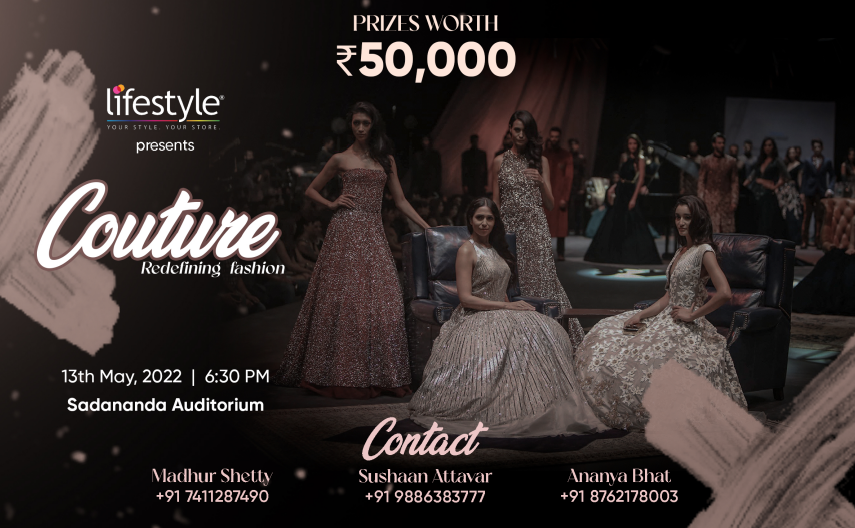 PRIZES WORTH
₹50,000
lifestyle®
YOUR STYLE. YOUR STORE.
presents
Couture
Redefining fashion
13th May, 2022 | 6:30 PM
Sadananda Auditorium
Contact
Madhur Shetty
+91 7411287490
Sushaan Attavar
+91 9886383777
Ananya Bhat
+91 8762178003